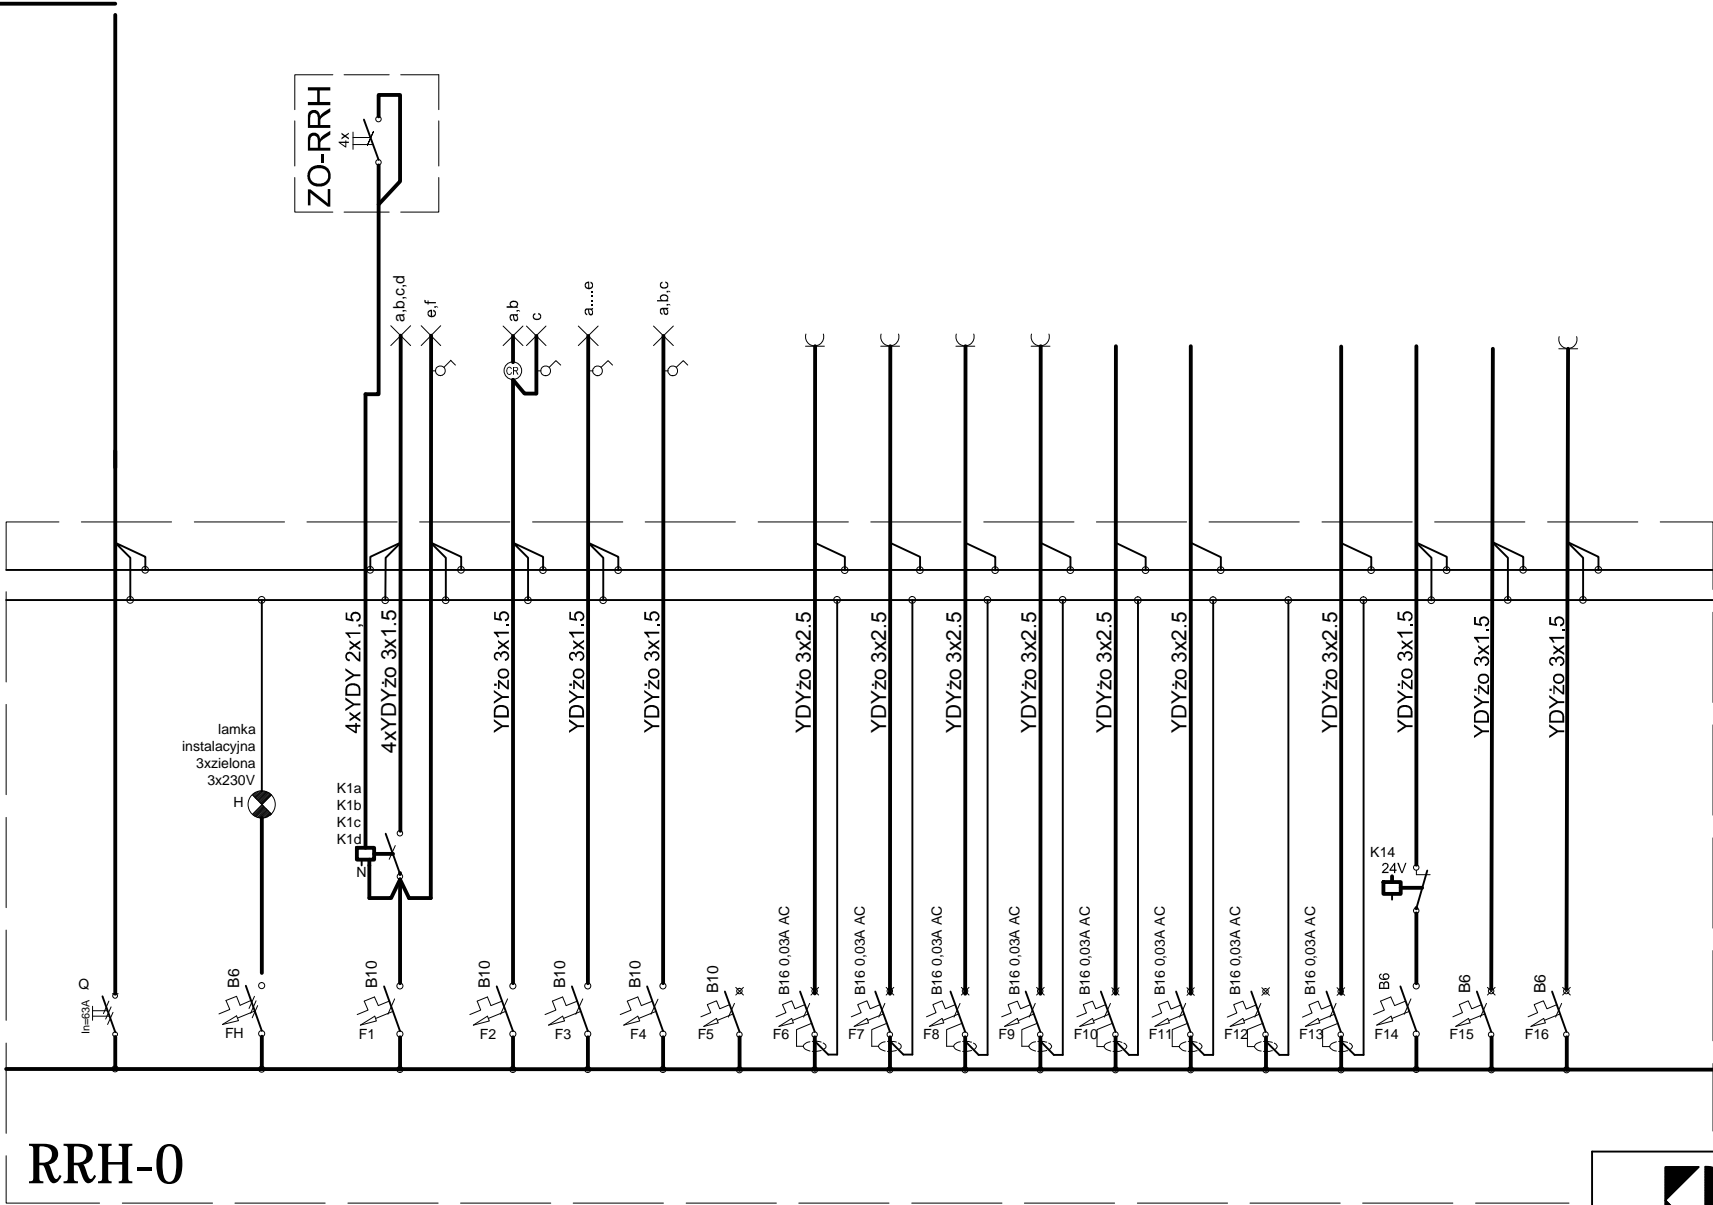 ZO-RRH
4x
a,b,c,d
e,f
a,b
c
a....e
a,b,c
CR
4xYDY 2x1,5
4xYDYżo 3x1.5
YDYżo 3x1.5
YDYżo 3x1.5
YDYżo 3x1.5
YDYżo 3x2.5
YDYżo 3x2.5
YDYżo 3x2.5
YDYżo 3x2.5
YDYżo 3x2.5
YDYżo 3x2.5
YDYżo 3x2.5
YDYżo 3x1.5
YDYżo 3x1.5
YDYżo 3x1.5
lamka
instalacyjna
3xzielona
3x230V
H
K1a
K1b
K1c
K1d
N
K14
24V
Q
In=63A
B6
FH
B10
F1
B10
F2
B10
F3
B10
F4
B10
F5
B16 0,03A AC
F6
B16 0,03A AC
F7
B16 0,03A AC
F8
B16 0,03A AC
F9
B16 0,03A AC
F10
B16 0,03A AC
F11
B16 0,03A AC
F12
B16 0,03A AC
F13
B6
F14
B6
F15
B6
F16
RRH-0